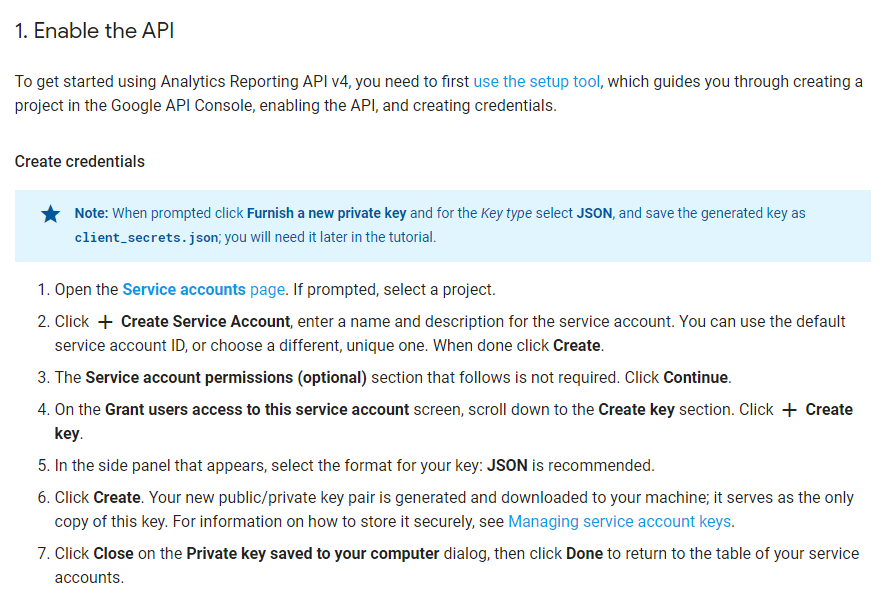 1. Enable the API
To get started using Analytics Reporting API v4, you need to first use the setup tool, which guides you through creating a
project in the Google API Console, enabling the API, and creating credentials.
Create credentials
Note: When prompted click Furnish a new private key and for the Key type select JSON, and save the generated key as
client_secrets.json; you will need it later in the tutorial.
1. Open the Service accounts page. If prompted, select a project.
2. Click + Create Service Account, enter a name and description for the service account. You can use the default
service account ID, or choose a different, unique one. When done click Create.
3. The Service account permissions (optional) section that follows is not required. Click Continue.
4. On the Grant users access to this service account screen, scroll down to the Create key section. Click + Create
key.
5. In the side panel that appears, select the format for your key: JSON is recommended.
6. Click Create. Your new public/private key pair is generated and downloaded to your machine; it serves as the only
copy of this key. For information on how to store it securely, see Managing service account keys.
7. Click Close on the Private key saved to your computer dialog, then click Done to return to the table of your service
accounts.